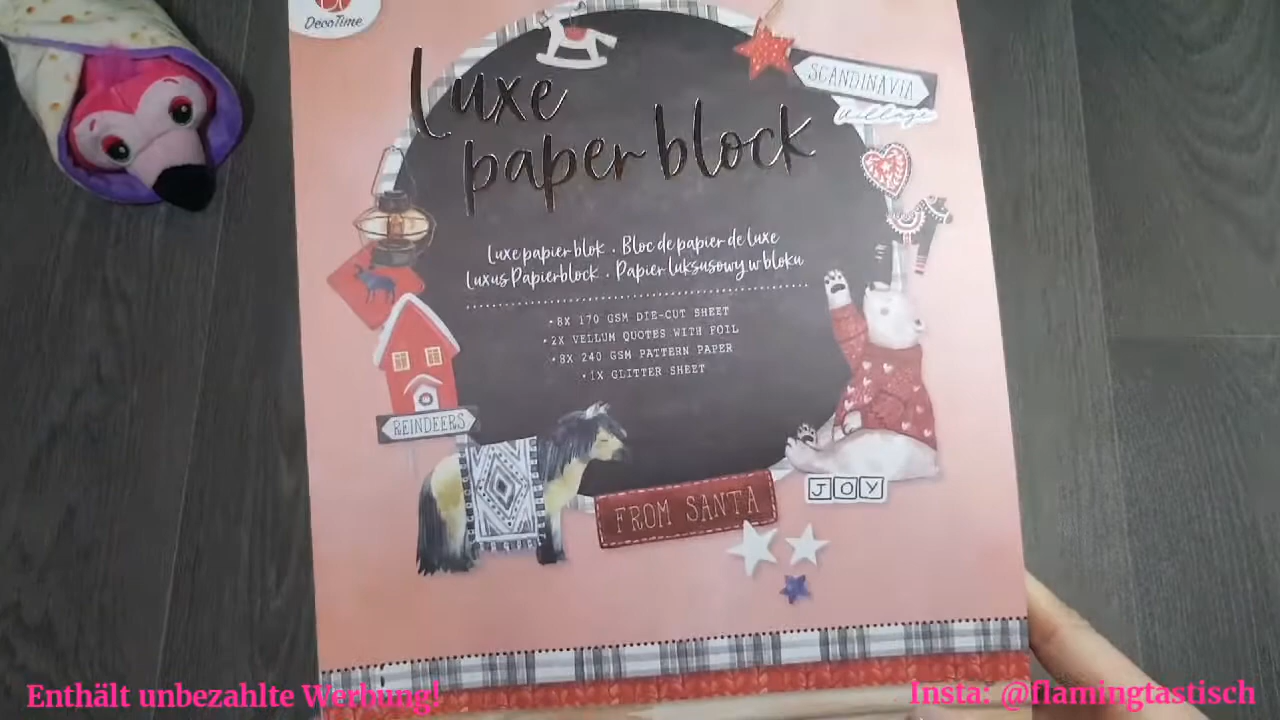 DecoTime
Luxe
paper block
SCANDINAVIA
Village
Luxe papier blok . Bloc de papier de luxe
Luxus Papierblock . Papier luksusowy w bloku
• 8X 170 GSM DIE-CUT SHEET
• 2X VELLUM QUOTES WITH FOIL
• 8X 240 GSM PATTERN PAPER
• 1X GLITTER SHEET
REINDEERS
FROM SANTA
JOY
Enthält unbezahlte Werbung!
Insta: @flamingtastisch